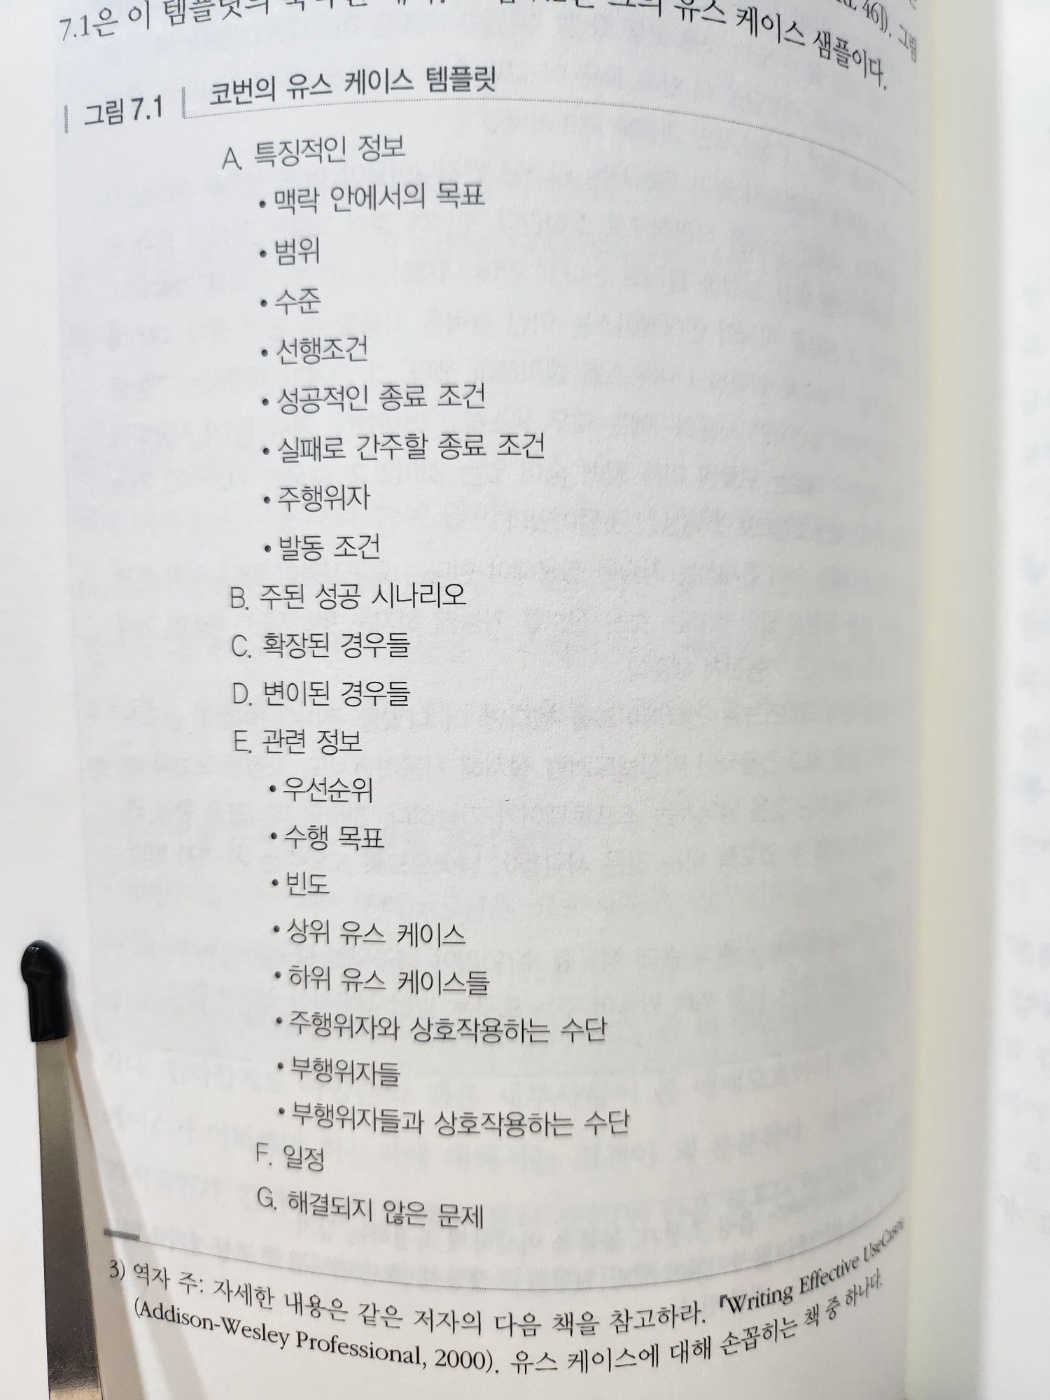 7.1은 이 템플릿의
유스 케이스 샘플이다.
46]). 그림
그림 7.1 코번의 유스 케이스 템플릿
A. 특징적인 정보
• 맥락 안에서의 목표
• 범위
• 수준
• 선행조건
• 성공적인 종료 조건
• 실패로 간주할 종료 조건
• 주행위자
• 발동 조건
B. 주된 성공 시나리오
C. 확장된 경우들
D. 변이된 경우들
E. 관련 정보
• 우선순위
• 수행 목표
• 빈도
• 상위 유스 케이스
• 하위 유스 케이스들
• 주행위자와 상호작용하는 수단
• 부행위자들
• 부행위자들과 상호작용하는 수단
F. 일정
G. 해결되지 않은 문제
3) 역자 주: 자세한 내용은 같은 저자의 다음 책을 참고하라. 『Writing Effective UseCases』
(Addison-Wesley Professional, 2000). 유스 케이스에 대해 손꼽히는 책 중 하나다.